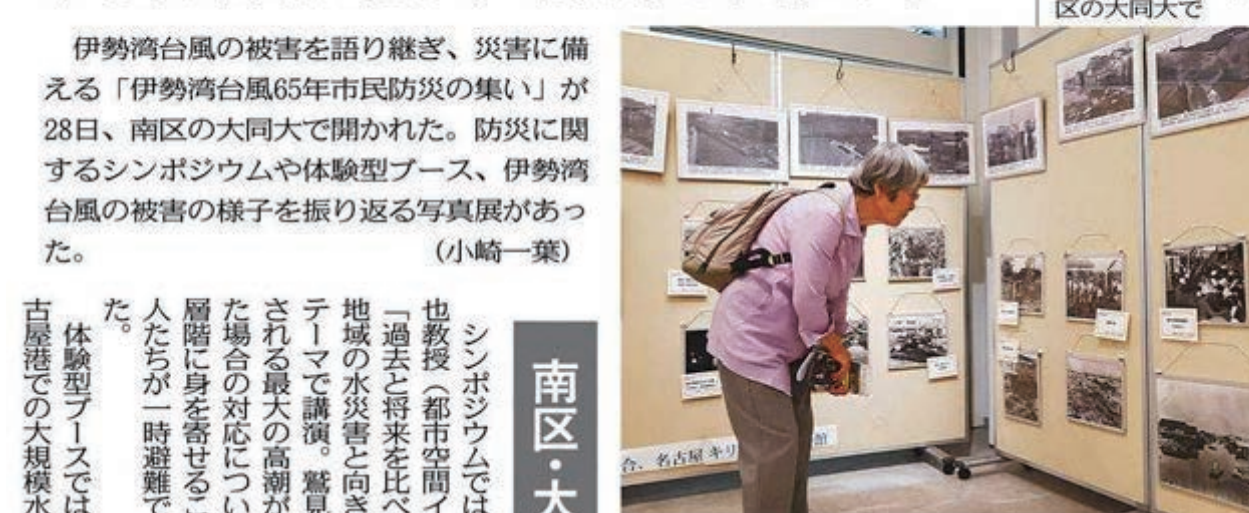 区の大同大で
伊勢湾台風の被害を語り継ぎ、災害に備
える「伊勢湾台風65年市民防災の集い」が
28日、南区の大同大で開かれた。防災に関
するシンポジウムや体験型ブース、伊勢湾
台風の被害の様子を振り返る写真展があっ
た。 (小崎一葉)
南区・大
シンポジウムでは
也教授(都市空間イ
「過去と将来を比べ
地域の水災害と向き
テーマで講演。鷲見
される最大の高潮が
た場合の対応につい
層階に身を寄せるこ
人たちが一時避難で
た。
体験型ブースでは
古屋港での大規模水
合、名古屋キリ
館